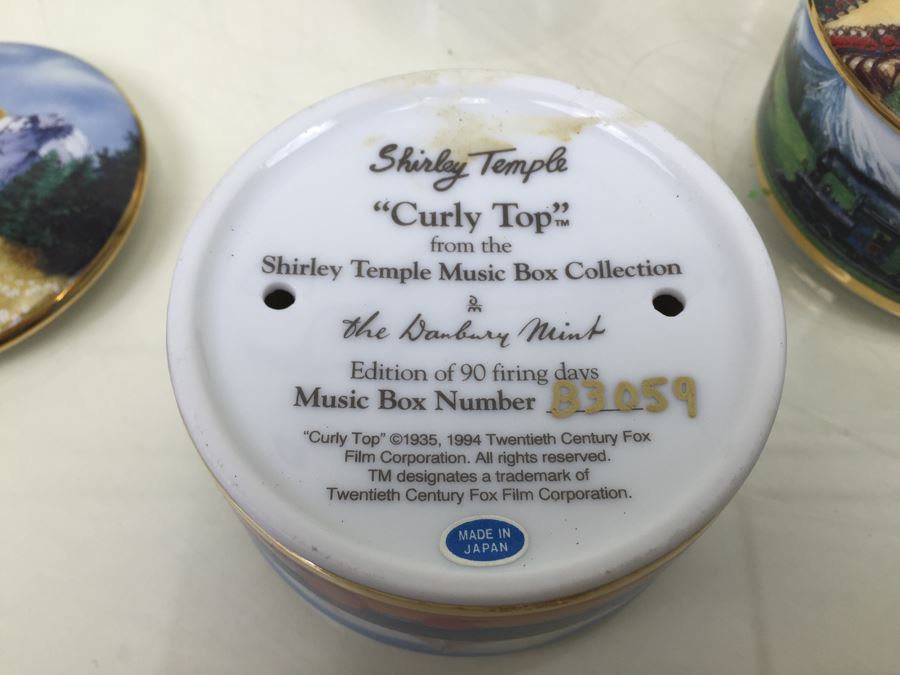 Shirley Temple
“Curly Top”™
from the
Shirley Temple Music Box Collection
DM
the Danbury Mint
Edition of 90 firing days
Music Box Number B3059
“Curly Top” ©1935, 1994 Twentieth Century Fox
Film Corporation. All rights reserved.
TM designates a trademark of
Twentieth Century Fox Film Corporation.
MADE IN
JAPAN